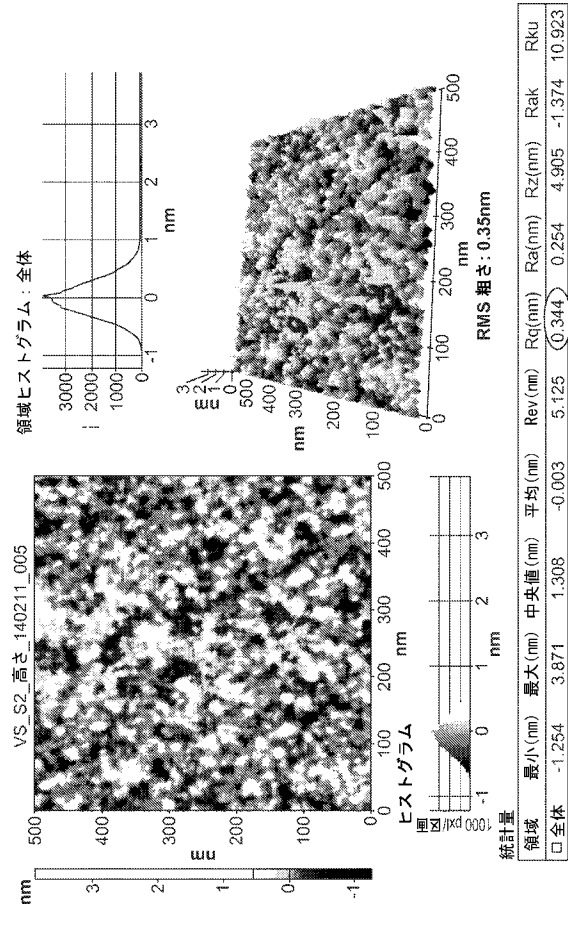 VS_S2_高さ_140211_005
nm
3
2
1
0
-1
500
400
300
200
100
0
nm
0 100 200 300 400 500
nm
領域ヒストグラム : 全体
3000
2000
1000
0
-1 0 1 2 3
nm
3
2
1
0
nm
500
400
300
200
100
0
nm
0 100 200 300 400 500
nm
RMS 粗さ : 0.35nm
ヒストグラム
1000 pxl/区画
-1 0 1 2 3
nm
統計量
領域 最小(nm) 最大(nm) 中央値(nm) 平均(nm) Rev(nm) Rq(nm) Ra(nm) Rz(nm) Rak Rku
□ 全体 -1.254 3.871 1.308 -0.003 5.125 0.344 0.254 4.905 -1.374 10.923